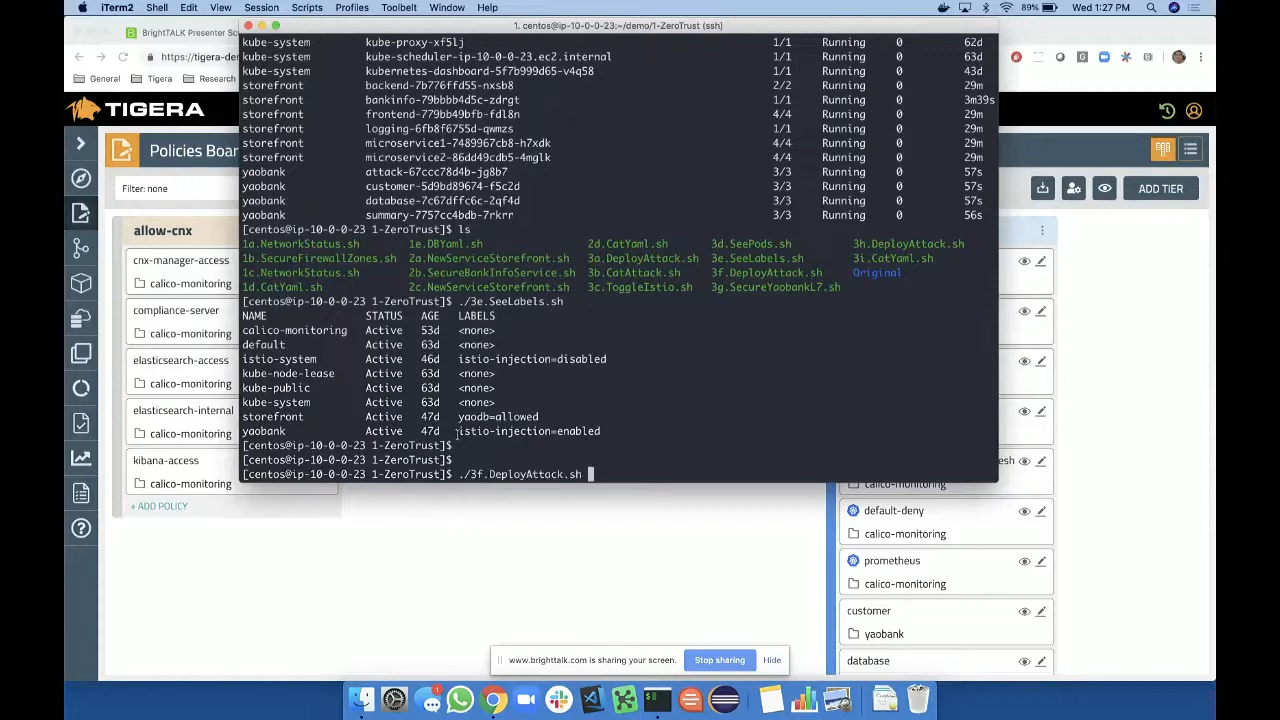 iTerm2 Shell Edit View Session Scripts Profiles Toolbelt Window Help 89% Wed 1:27 PM
1. centos@ip-10-0-0-23:~/demo/1-ZeroTrust (ssh)
BrightTALK Presenter Scr
https://tigera-de
General Tigera Research
TIGERA
Policies Boar
Filter: none
ADD TIER
allow-cnx
cnx-manager-access
calico-monitoring
compliance-server
calico-monitoring
elasticsearch-access
calico-monitoring
elasticsearch-internal
calico-monitoring
kibana-access
calico-monitoring
+ ADD POLICY
kube-system kube-proxy-xf5lj 1/1 Running 0 62d
kube-system kube-scheduler-ip-10-0-0-23.ec2.internal 1/1 Running 0 63d
kube-system kubernetes-dashboard-5f7b999d65-v4q58 1/1 Running 0 43d
storefront backend-7b776ffd55-nxsb8 2/2 Running 0 29m
storefront bankinfo-79bbbb4d5c-zdrgt 1/1 Running 0 3m39s
storefront frontend-779bb49bfb-fdl8n 4/4 Running 0 29m
storefront logging-6fb8f6755d-qwmzs 1/1 Running 0 29m
storefront microservice1-7489967cb8-h7xdk 4/4 Running 0 29m
storefront microservice2-86dd49cdb5-4mglk 4/4 Running 0 29m
yaobank attack-67ccc78d4b-jg8b7 3/3 Running 0 57s
yaobank customer-5d9bd89674-f5c2d 3/3 Running 0 57s
yaobank database-7c67dffc6c-2qf4d 3/3 Running 0 57s
yaobank summary-7757cc4bdb-7rkrr 3/3 Running 0 56s
[centos@ip-10-0-0-23 1-ZeroTrust]$ ls
1a.NetworkStatus.sh 1e.DBYaml.sh 2d.CatYaml.sh 3d.SeePods.sh 3h.DeployAttack.sh
1b.SecureFirewallZones.sh 2a.NewServiceStorefront.sh 3a.DeployAttack.sh 3e.SeeLabels.sh 3i.CatYaml.sh
1c.NetworkStatus.sh 2b.SecureBankInfoService.sh 3b.CatAttack.sh 3f.DeployAttack.sh Original
1d.CatYaml.sh 2c.NewServiceStorefront.sh 3c.ToggleIstio.sh 3g.SecureYaobankL7.sh
[centos@ip-10-0-0-23 1-ZeroTrust]$ ./3e.SeeLabels.sh
NAME STATUS AGE LABELS
calico-monitoring Active 53d <none>
default Active 63d <none>
istio-system Active 46d istio-injection=disabled
kube-node-lease Active 63d <none>
kube-public Active 63d <none>
kube-system Active 63d <none>
storefront Active 47d yaodb=allowed
yaobank Active 47d istio-injection=enabled
[centos@ip-10-0-0-23 1-ZeroTrust]$
[centos@ip-10-0-0-23 1-ZeroTrust]$
[centos@ip-10-0-0-23 1-ZeroTrust]$ ./3f.DeployAttack.sh
calico-monitoring
default-deny
calico-monitoring
prometheus
calico-monitoring
customer
yaobank
database
www.brighttalk.com is sharing your screen. Stop sharing Hide